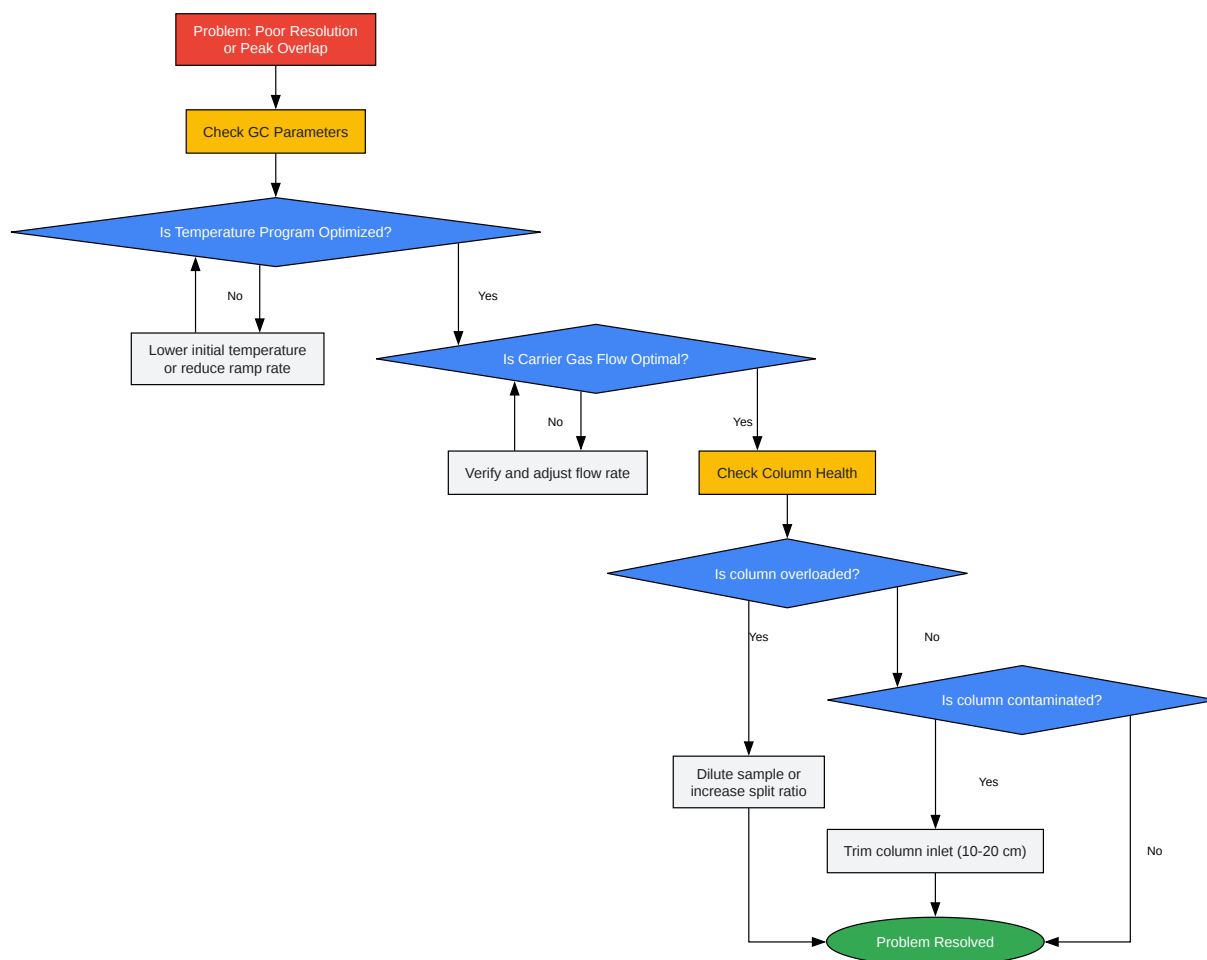 Problem: Poor Resolution
or Peak Overlap
Check GC Parameters
Is Temperature Program Optimized?
No
Yes
Lower initial temperature
or reduce ramp rate
Is Carrier Gas Flow Optimal?
No
Yes
Verify and adjust flow rate
Check Column Health
Is column overloaded?
Yes
No
Is column contaminated?
Dilute sample or
increase split ratio
Yes
Trim column inlet (10-20 cm)
No
Problem Resolved